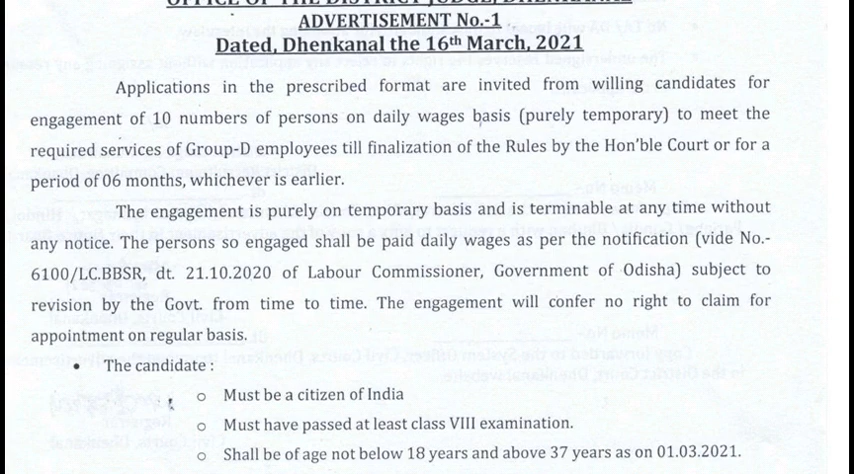 OFFICE OF THE DISTRICT JUDGE, DHENKANAL
ADVERTISEMENT No.-1
Dated, Dhenkanal the 16th March, 2021
Applications in the prescribed format are invited from willing candidates for
engagement of 10 numbers of persons on daily wages basis (purely temporary) to meet the
required services of Group-D employees till finalization of the Rules by the Hon'ble Court or for a
period of 06 months, whichever is earlier.
The engagement is purely on temporary basis and is terminable at any time without
any notice. The persons so engaged shall be paid daily wages as per the notification (vide No.-
6100/LC.BBSR, dt. 21.10.2020 of Labour Commissioner, Government of Odisha) subject to
revision by the Govt. from time to time. The engagement will confer no right to claim for
appointment on regular basis.
• The candidate :
o Must be a citizen of India
o Must have passed at least class VIII examination.
o Shall be of age not below 18 years and above 37 years as on 01.03.2021.